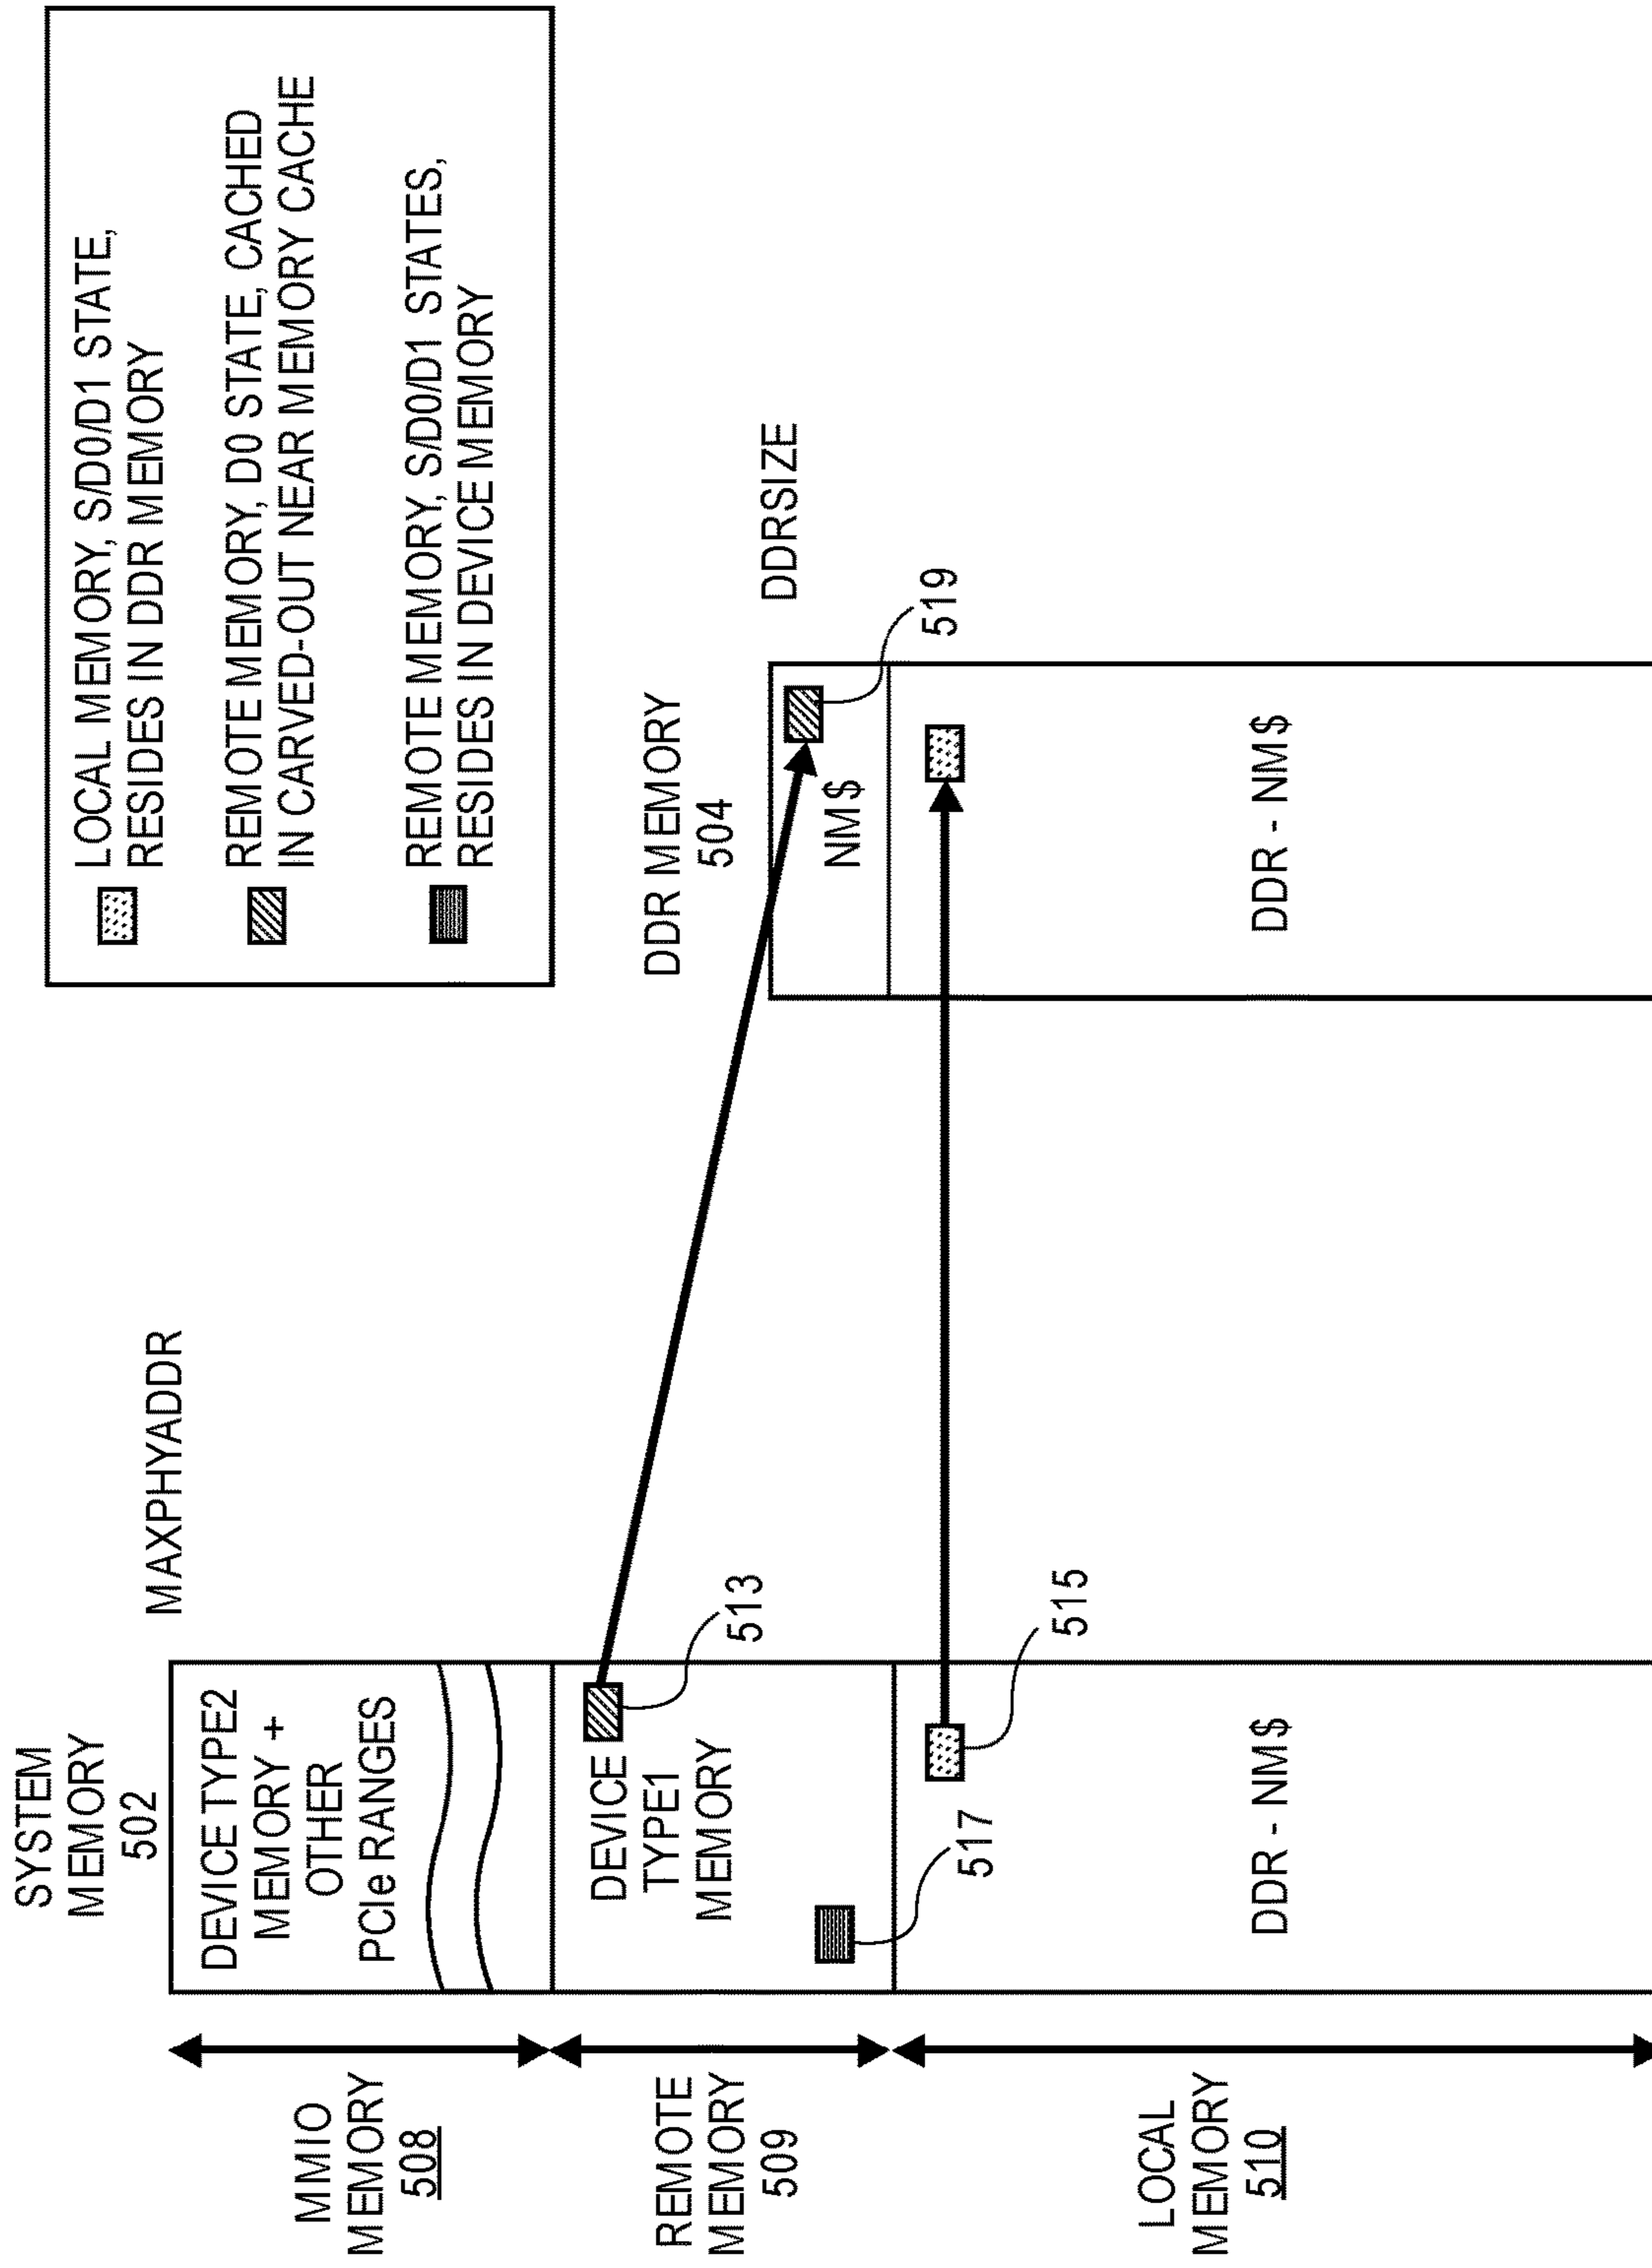 SYSTEM
MEMORY
502
MAXPHYADDR
MMIO
MEMORY
508
DEVICE TYPE2
MEMORY +
OTHER
PCIe RANGES
REMOTE
MEMORY
509
DEVICE
TYPE1
MEMORY
513
517
LOCAL
MEMORY
510
515
DDR - NM$
DDR MEMORY
504
DDRSIZE
NM$
519
DDR - NM$
LOCAL MEMORY, S/D0/D1 STATE,
RESIDES IN DDR MEMORY
REMOTE MEMORY, D0 STATE, CACHED
IN CARVED-OUT NEAR MEMORY CACHE
REMOTE MEMORY, S/D0/D1 STATES,
RESIDES IN DEVICE MEMORY